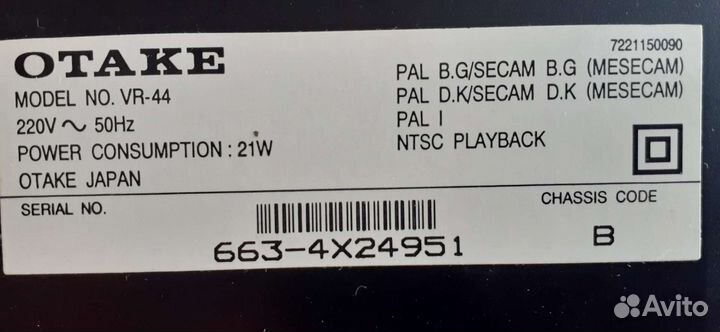 OTAKE
MODEL NO. VR-44
220V ~ 50Hz
POWER CONSUMPTION : 21W
OTAKE JAPAN
7221150090
PAL B.G/SECAM B.G (MESECAM)
PAL D.K/SECAM D.K (MESECAM)
PAL I
NTSC PLAYBACK
SERIAL NO.
663-4X24951
CHASSIS CODE
B
Avito